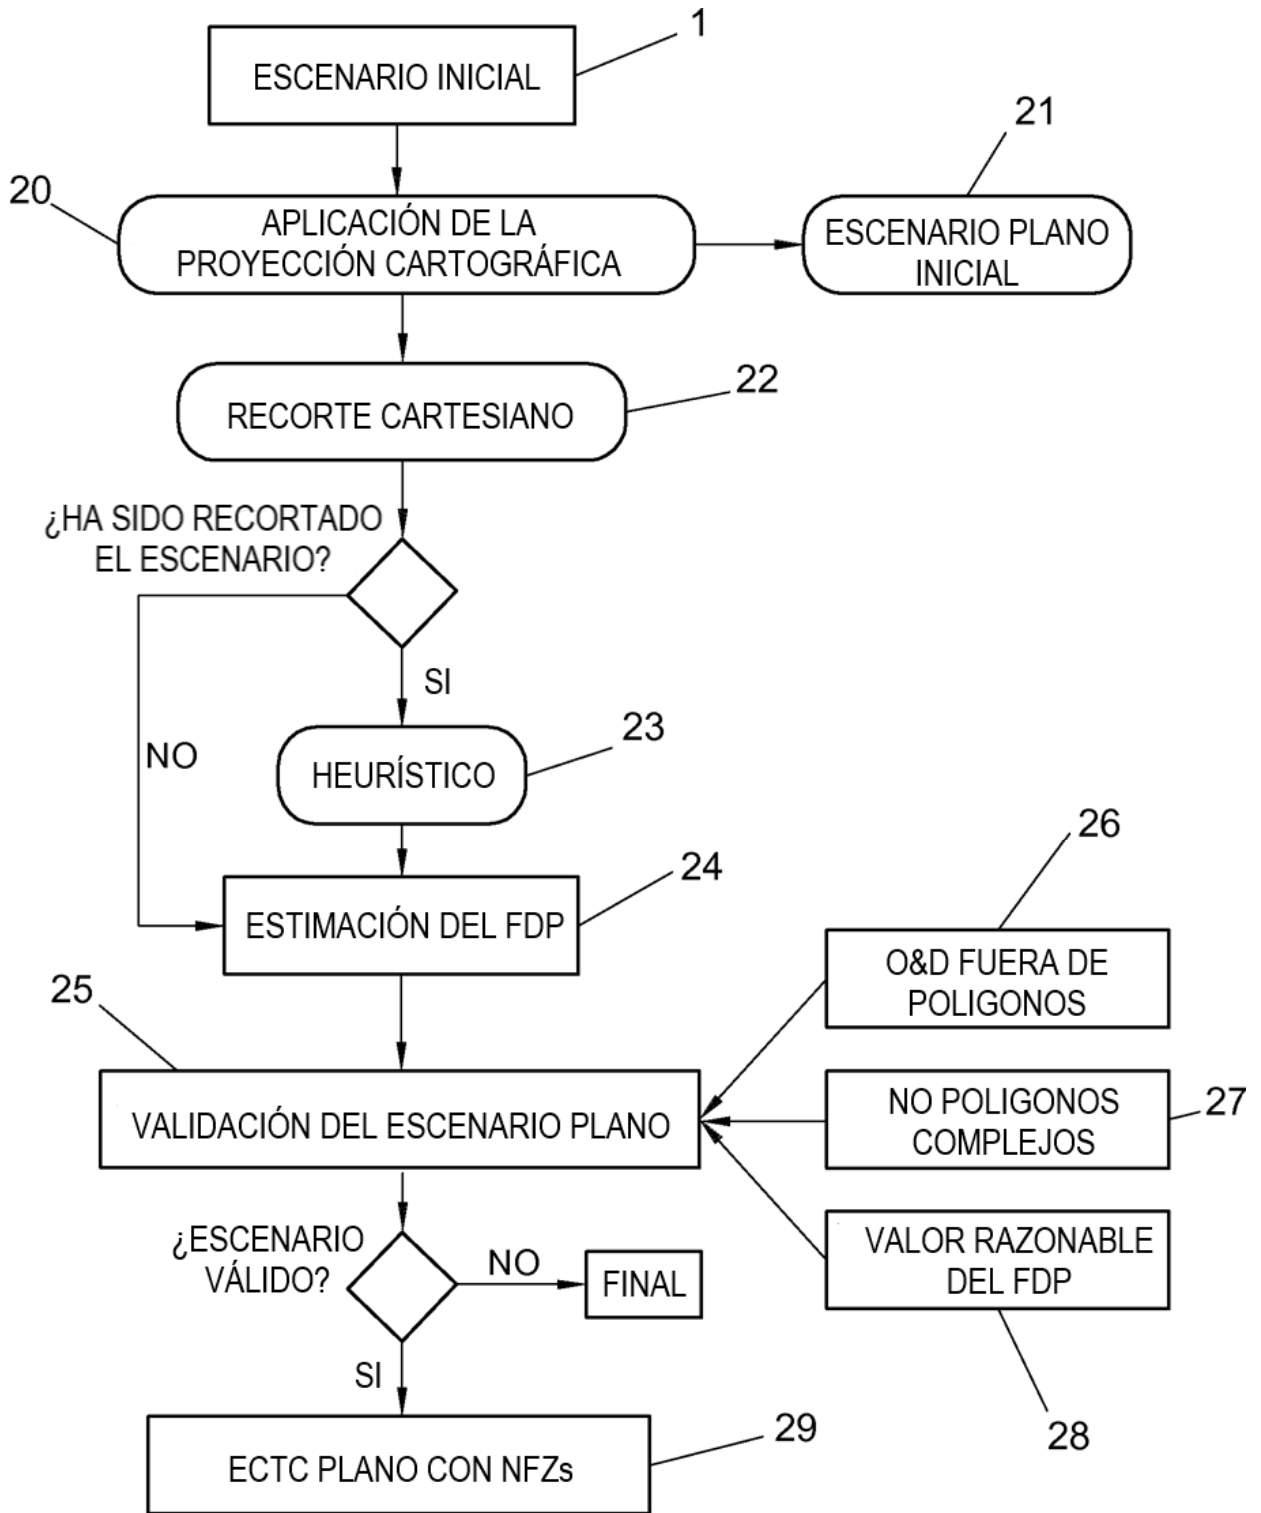 1
ESCENARIO INICIAL
21
20
APLICACIÓN DE LA
PROYECCIÓN CARTOGRÁFICA
ESCENARIO PLANO
INICIAL
22
RECORTE CARTESIANO
¿HA SIDO RECORTADO
EL ESCENARIO?
SI
NO
23
HEURÍSTICO
26
24
ESTIMACIÓN DEL FDP
O&D FUERA DE
POLIGONOS
25
VALIDACIÓN DEL ESCENARIO PLANO
NO POLIGONOS
COMPLEJOS
27
¿ESCENARIO
VÁLIDO?
NO
FINAL
VALOR RAZONABLE
DEL FDP
SI
28
29
ECTC PLANO CON NFZs